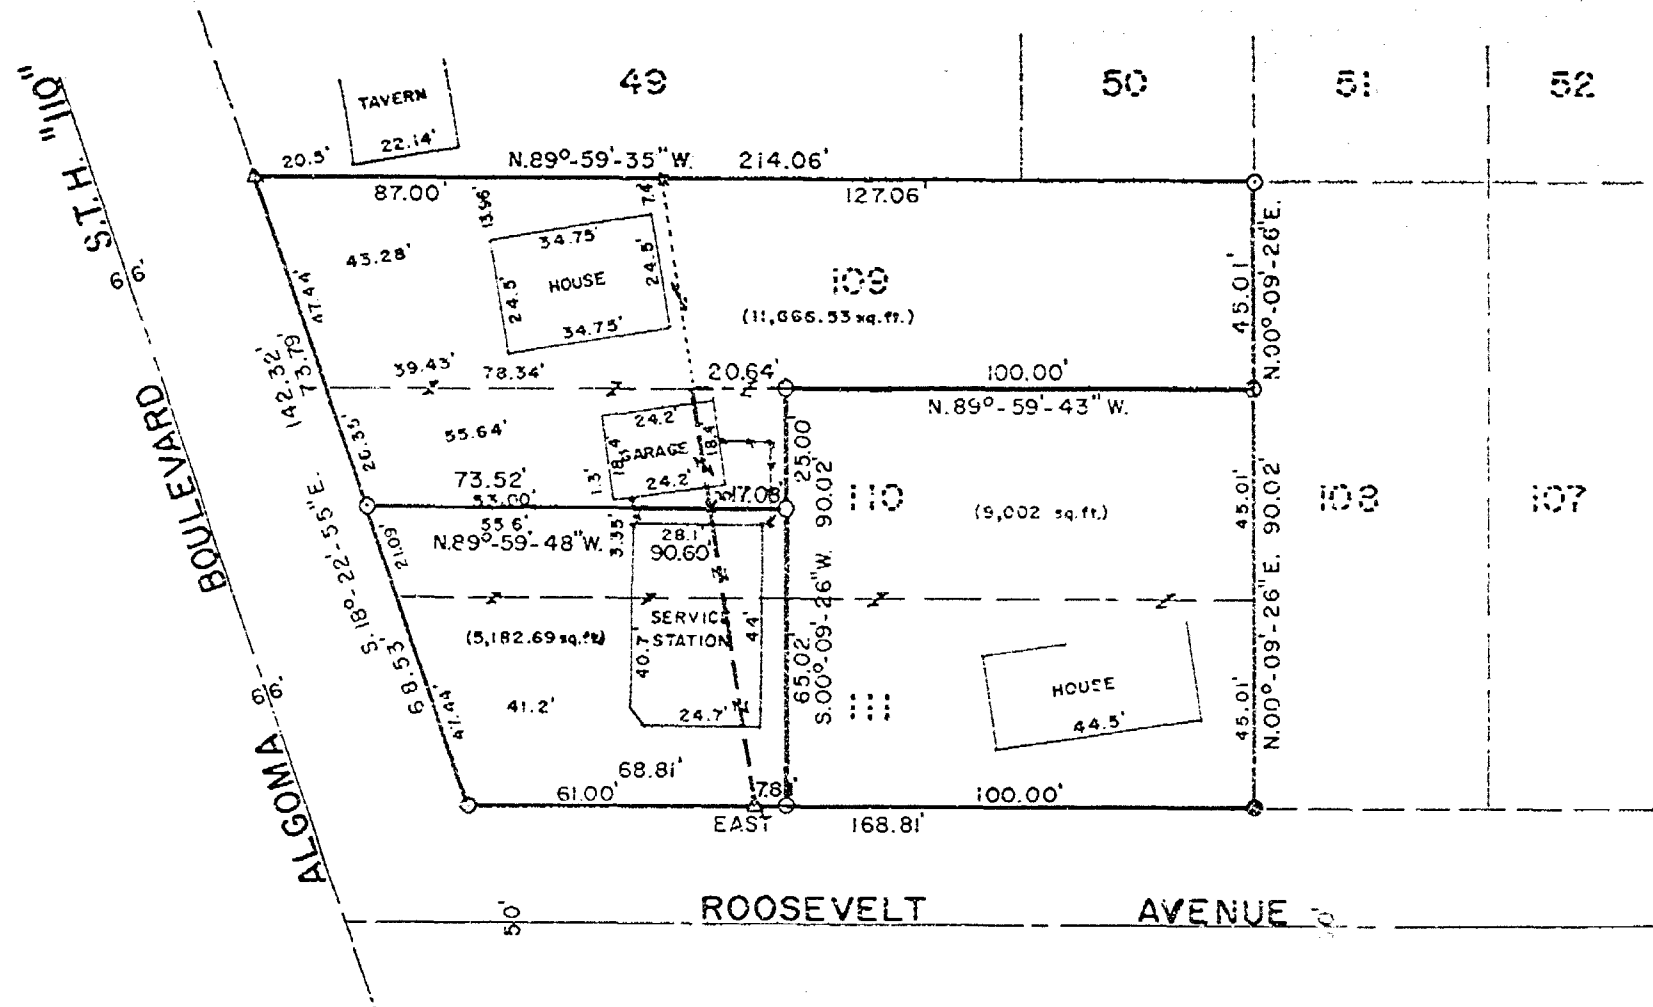 49
50
51
52
TAVERN
22.14'
S.T.H. "110"
20.5'
N.89°-59'-35"W. 214.06'
87.00'
127.06'
13.96'
7.4'
34.75'
HOUSE
24.5'
24.5'
34.75'
43.28'
47.44'
109
(11,666.53 sq.ft.)
45.01'
N.00°-09'-26"E.
66'
142.32'
73.79'
39.43'
78.34'
20.64'
100.00'
N.89°-59'-43"W.
BOULEVARD
26.35'
55.64'
24.2'
18.4
GARAGE
18.4'
24.2'
1.3'
25.00'
73.52'
53.00'
17.08'
110
(9,002 sq.ft.)
108
107
45.01'
N.00°-09'-26"E. 90.02'
S.00°-09'-26"W. 90.02'
55.6'
N.89°-59'-48"W.
3.35'
28.1'
90.60'
21.09'
S.18°-22'-55"E.
68.53'
SERVICE
STATION
(5,182.69 sq.ft.)
40.7'
44'
65.02'
41.2'
24.7'
47.44'
111
HOUSE
44.5'
45.01'
66'
ALGOMA
68.81'
61.00'
7.8
100.00'
EAST 168.81'
50'
ROOSEVELT AVENUE